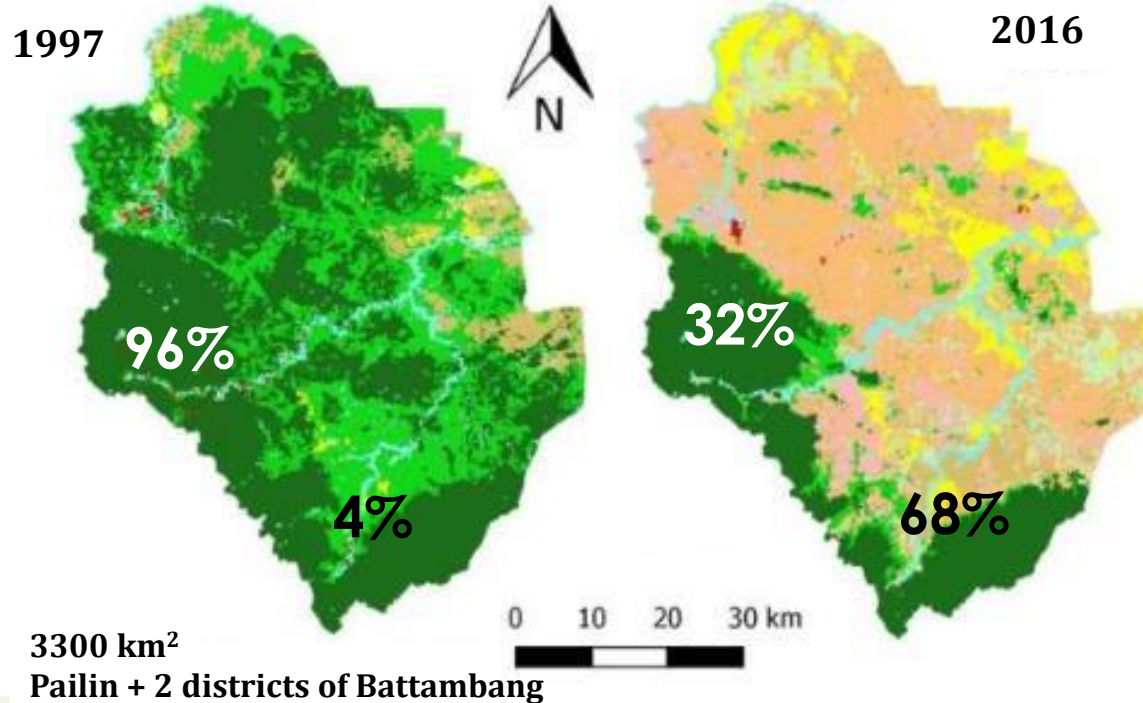 1997
2016
N
96%
32%
4%
68%
0 10 20 30 km
3300 km²
Pailin + 2 districts of Battambang